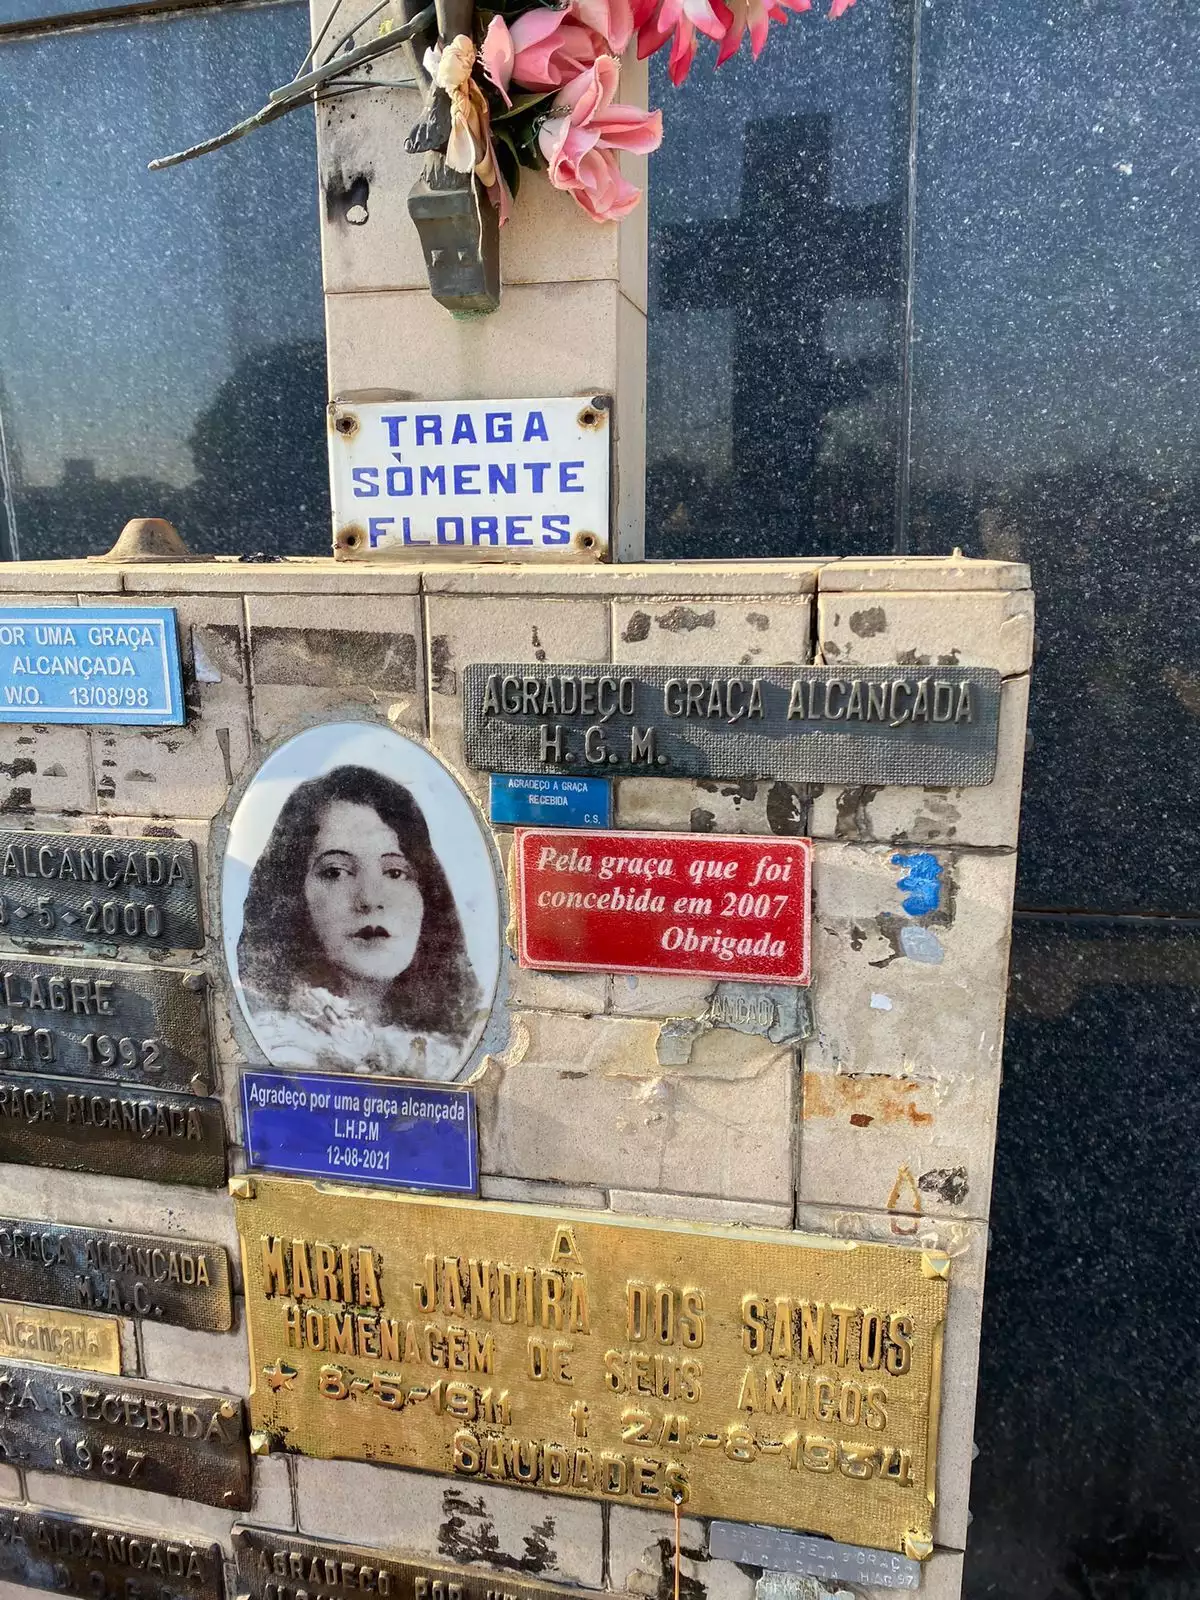 TRAGA
SÒMENTE
FLORES
OR UMA GRAÇA
ALCANÇADA
W.O. 13/08/98
AGRADEÇO GRAÇA ALCANÇADA
H. G. M.
AGRADEÇO A GRAÇA
RECEBIDA
C.S.
Pela graça que foi
concebida em 2007
Obrigada
ALCANÇADA
5-2000
LAGRE
1992
RAÇA ALCANÇADA
Agradeço por uma graça alcançada
L.H.P.M
12-08-2021
GRAÇA ALCANÇADA
M.A.C.
Alcançada
A
MARIA JANDIRA DOS SANTOS
HOMENAGEM DE SEUS AMIGOS
8-5-1911 † 24-8-1934
SAUDADES
ÇA RECEBIDA
1987
ALCANÇADA
AGRADEÇO POR